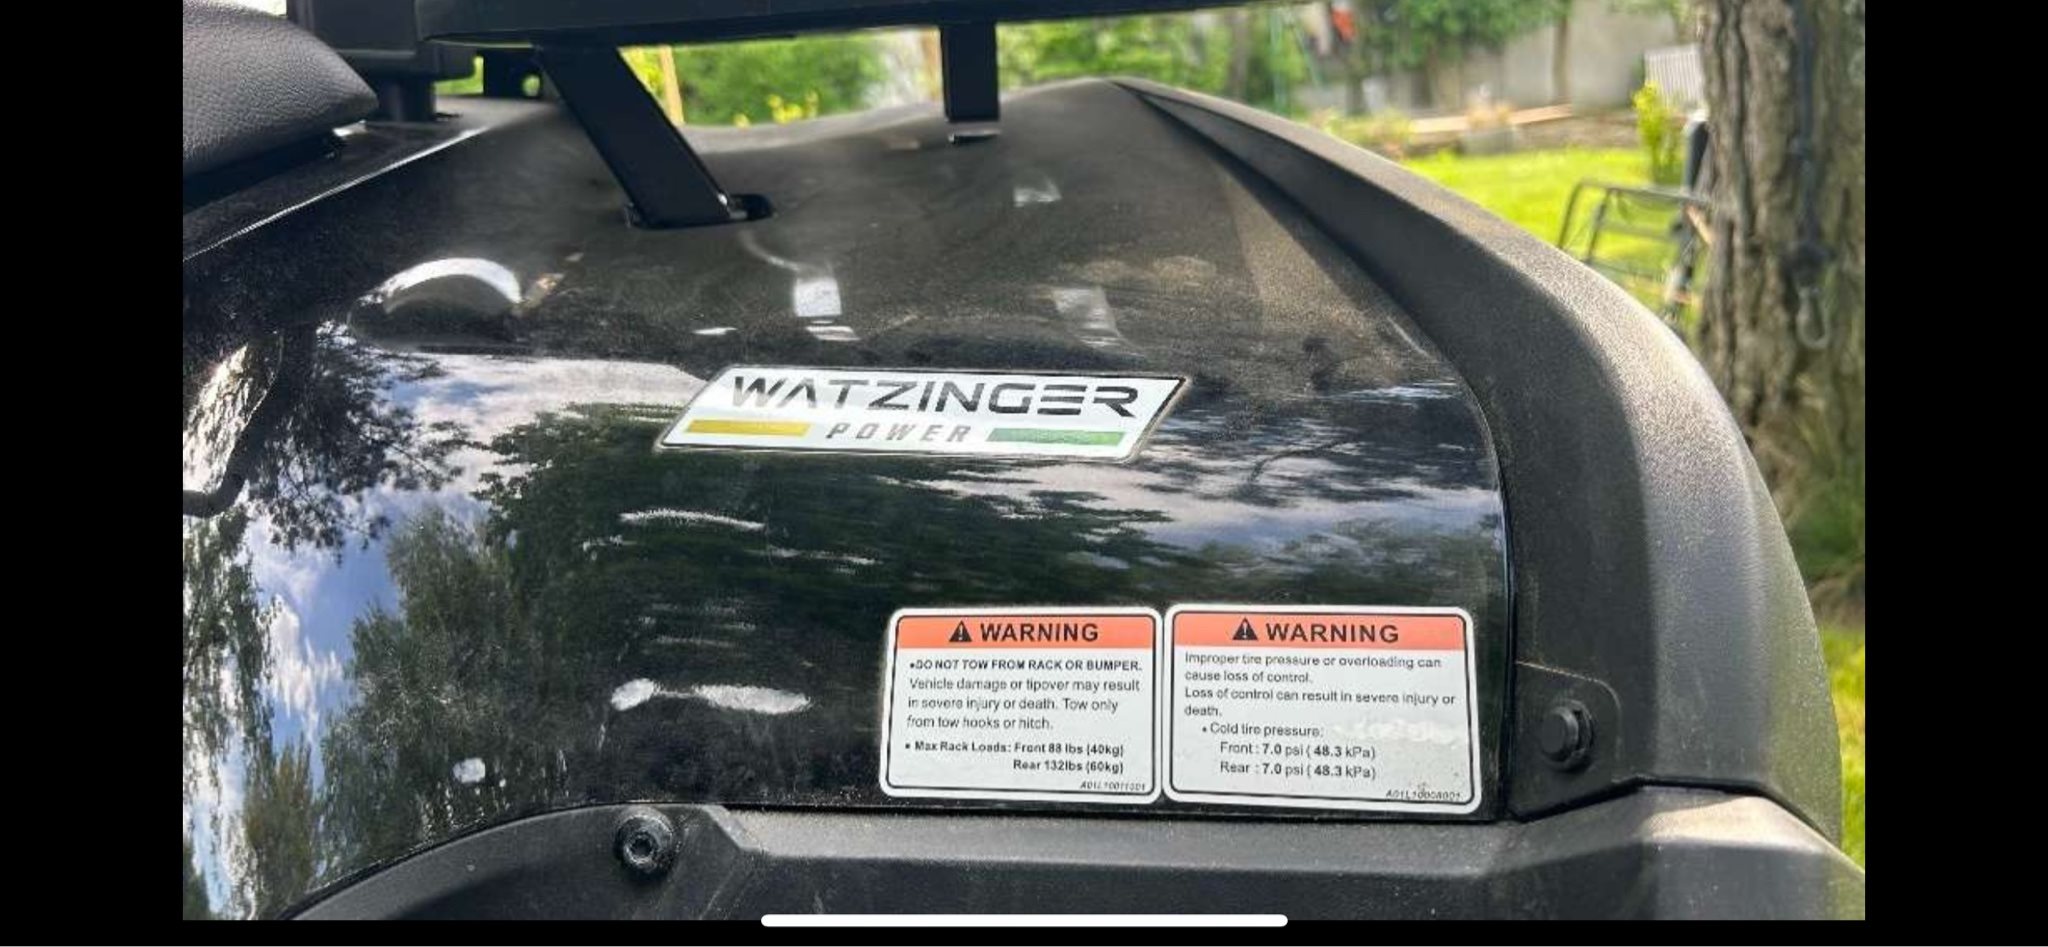 WATZINGER
POWER
WARNING
•DO NOT TOW FROM RACK OR BUMPER.
Vehicle damage or tipover may result
in severe injury or death. Tow only
from tow hooks or hitch.
• Max Rack Loads: Front 88 lbs (40kg)
Rear 132lbs (60kg)
WARNING
Improper tire pressure or overloading can
cause loss of control.
Loss of control can result in severe injury or
death.
• Cold tire pressure:
Front : 7.0 psi ( 48.3 kPa)
Rear : 7.0 psi ( 48.3 kPa)